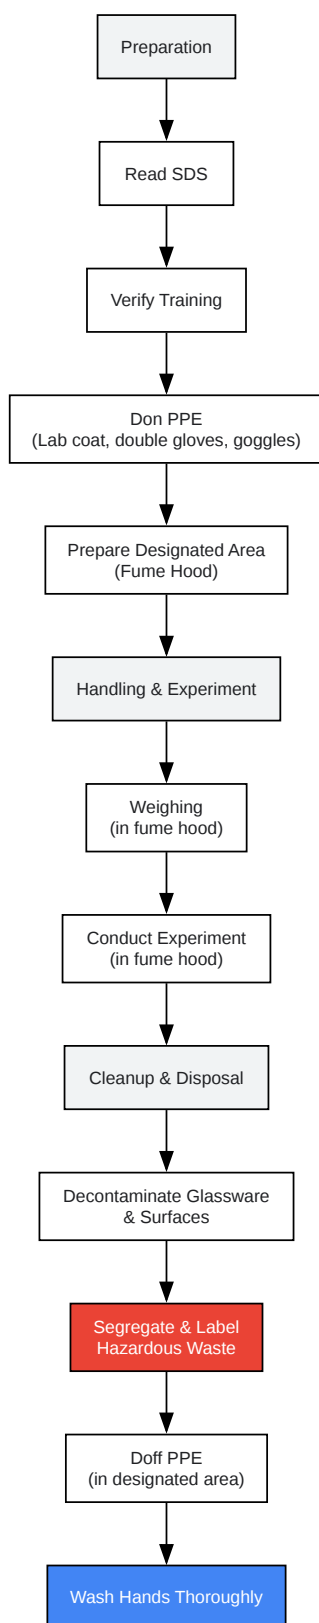 Preparation
Read SDS
Verify Training
Don PPE
(Lab coat, double gloves, goggles)
Prepare Designated Area
(Fume Hood)
Handling & Experiment
Weighing
(in fume hood)
Conduct Experiment
(in fume hood)
Cleanup & Disposal
Decontaminate Glassware
& Surfaces
Segregate & Label
Hazardous Waste
Doff PPE
(in designated area)
Wash Hands Thoroughly